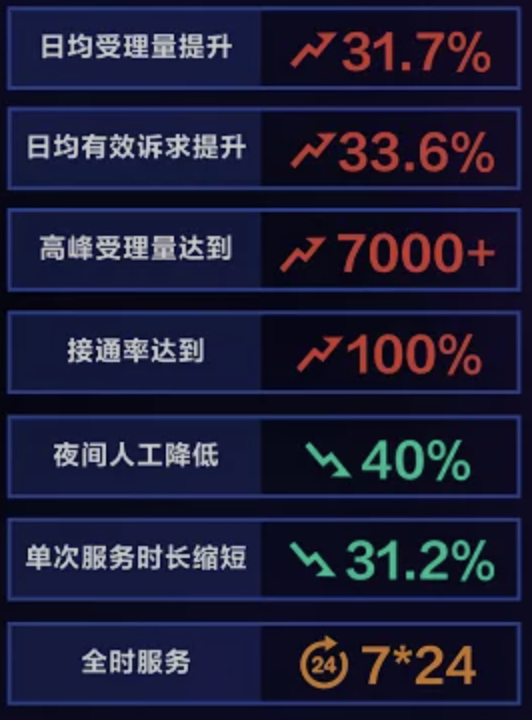 日均受理量提升 31.7%
日均有效诉求提升 33.6%
高峰受理量达到 7000+
接通率达到 100%
夜间人工降低 40%
单次服务时长缩短 31.2%
全时服务 24 7*24